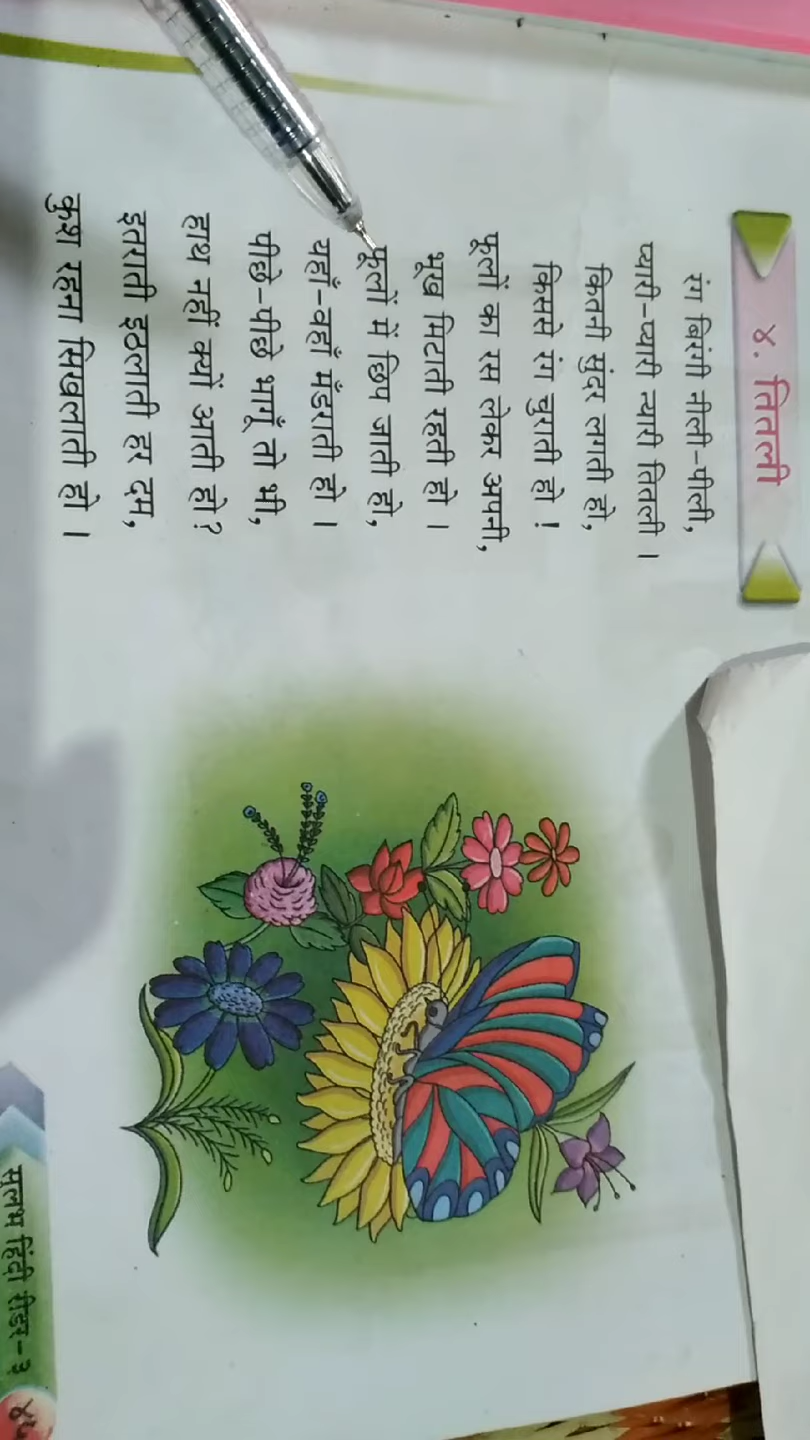 ४. तितली
रंग बिरंगी नीली-पीली,
प्यारी-प्यारी न्यारी तितली ।
कितनी सुंदर लगती हो,
किससे रंग चुराती हो !
फूलों का रस लेकर अपनी,
भूख मिटाती रहती हो ।
फूलों में छिप जाती हो,
यहाँ-वहाँ मंडराती हो ।
पीछे-पीछे भागूँ तो भी,
हाथ नहीं क्यों आती हो?
इतराती इठलाती हर दम,
कुश रहना सिखलाती हो ।
सुलभ हिंदी रीडर-३